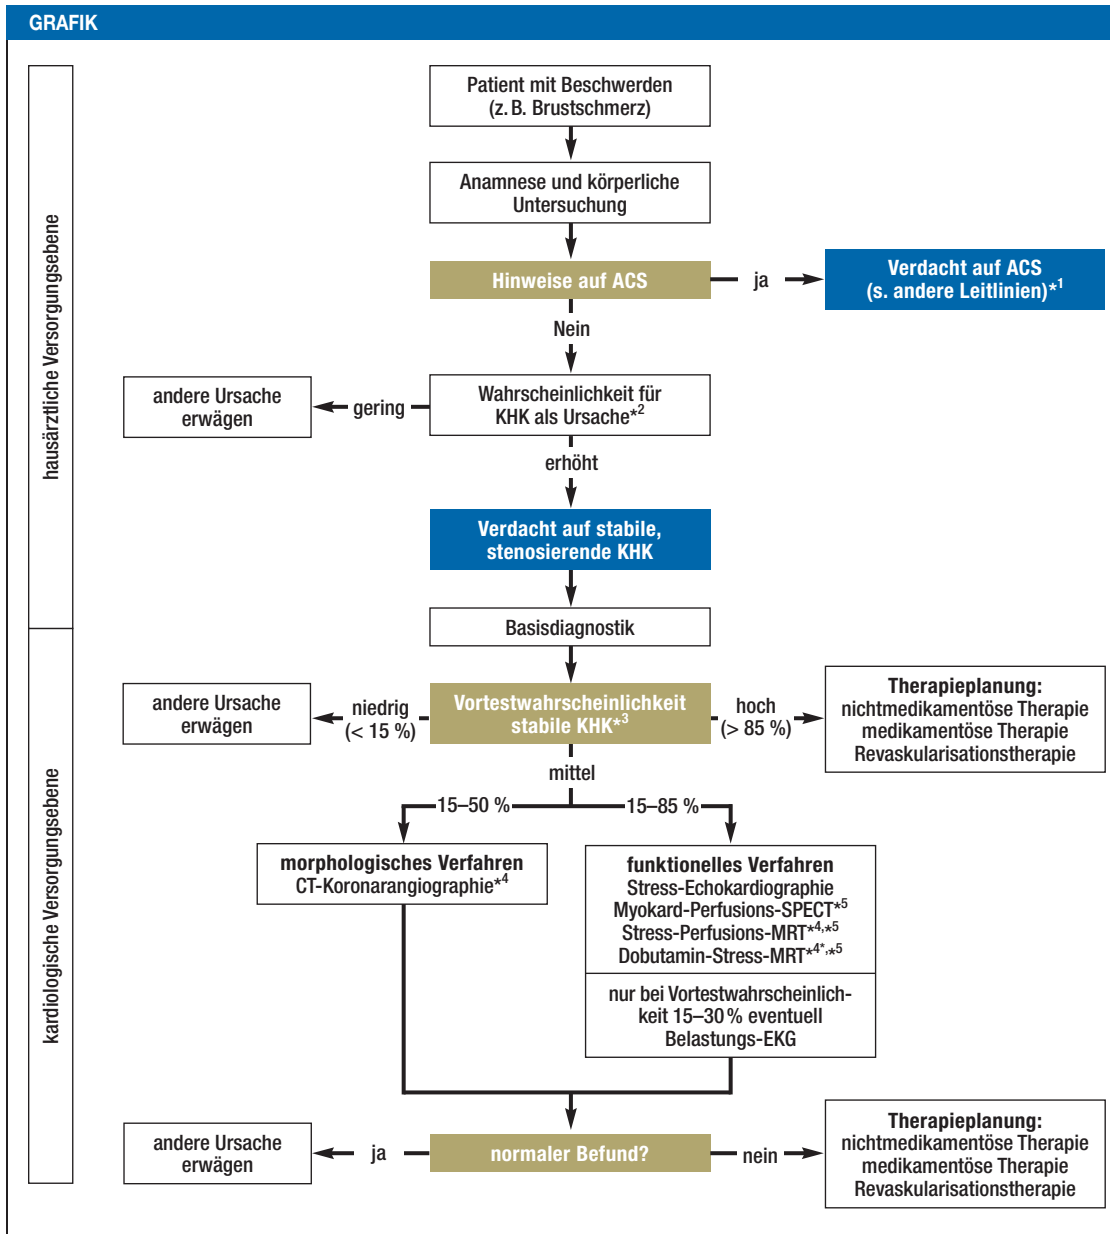 GRAFIK
hausärztliche Versorgungsebene
Patient mit Beschwerden
(z. B. Brustschmerz)
Anamnese und körperliche
Untersuchung
Hinweise auf ACS
ja
Verdacht auf ACS
(s. andere Leitlinien)*1
Nein
andere Ursache
erwägen
gering
Wahrscheinlichkeit für
KHK als Ursache*2
erhöht
Verdacht auf stabile,
stenosierende KHK
Basisdiagnostik
kardiologische Versorgungsebene
andere Ursache
erwägen
niedrig
(< 15 %)
Vortestwahrscheinlichkeit
stabile KHK*3
hoch
(> 85 %)
Therapieplanung:
nichtmedikamentöse Therapie
medikamentöse Therapie
Revaskularisationstherapie
mittel
15–50 %
15–85 %
morphologisches Verfahren
CT-Koronarangiographie*4
funktionelles Verfahren
Stress-Echokardiographie
Myokard-Perfusions-SPECT*5
Stress-Perfusions-MRT*4,*5
Dobutamin-Stress-MRT*4*,*5
nur bei Vortestwahrscheinlich-
keit 15–30 % eventuell
Belastungs-EKG
andere Ursache
erwägen
ja
normaler Befund?
nein
Therapieplanung:
nichtmedikamentöse Therapie
medikamentöse Therapie
Revaskularisationstherapie